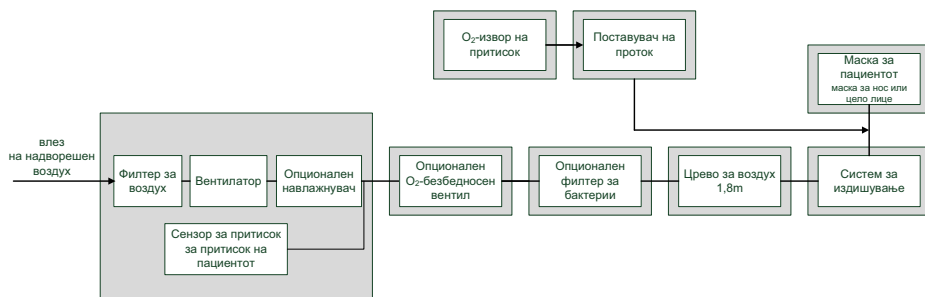 О₂-извор на
притисок
Поставувач на
проток
Маска за
пациентот
маска за нос или
цело лице
влез
на надворешен
воздух
Филтер за
воздух
Вентилатор
Опционален
навлажнувач
Опционален
О₂-безбедносен
вентил
Опционален
филтер за
бактерии
Црево за воздух
1,8m
Систем за
издишување
Сензор за притисок
за притисок на
пациентот